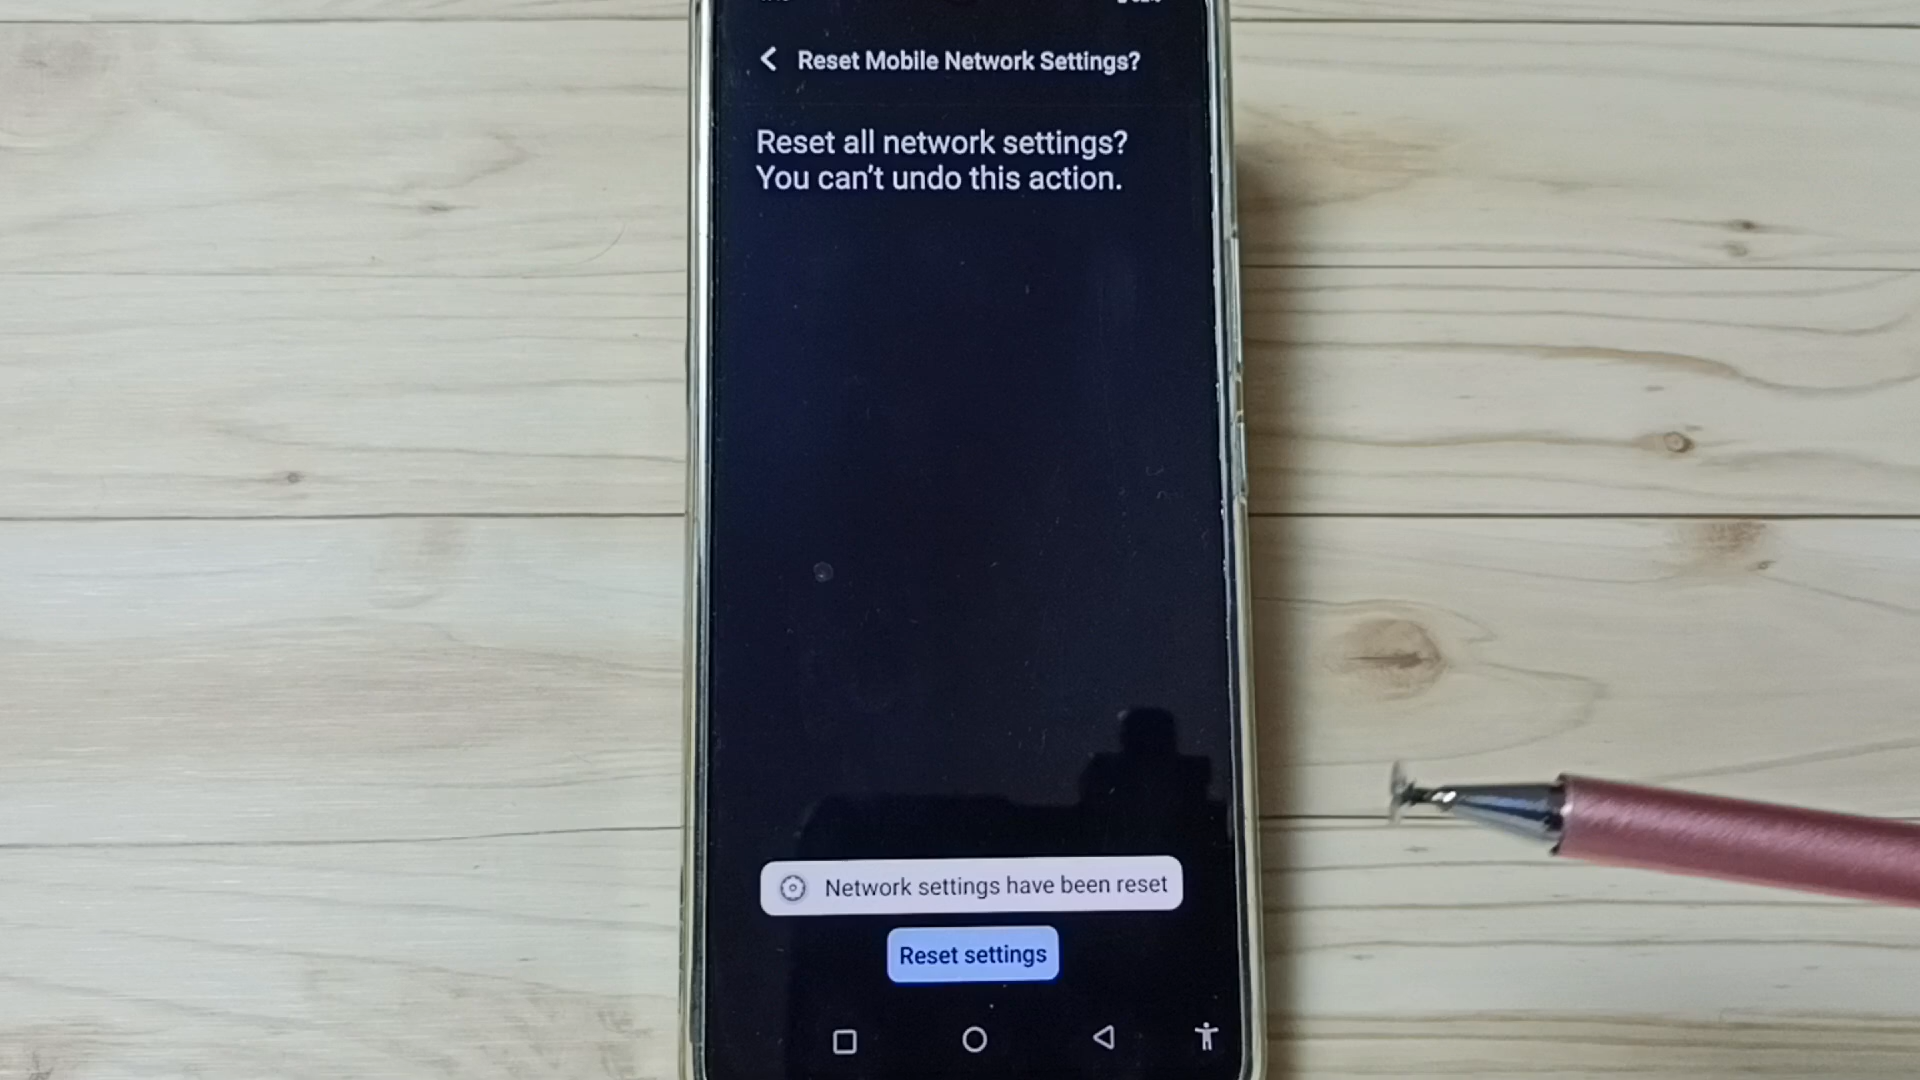 Reset Mobile Network Settings?
Reset all network settings?
You can't undo this action.
Network settings have been reset
Reset settings